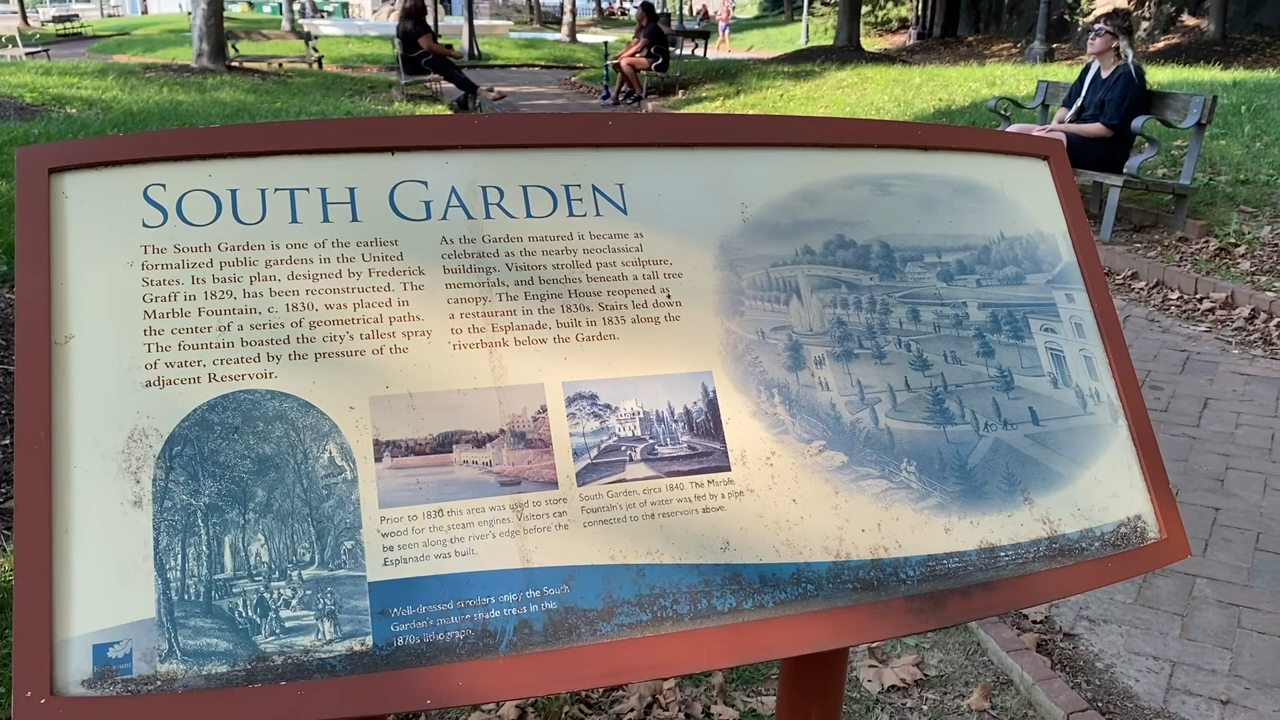 SOUTH GARDEN
The South Garden is one of the earliest
formalized public gardens in the United
States. Its basic plan, designed by Frederick
Graff in 1829, has been reconstructed. The
Marble Fountain, c. 1830, was placed in
the center of a series of geometrical paths.
The fountain boasted the city's tallest spray
of water, created by the pressure of the
adjacent Reservoir.
As the Garden matured it became as
celebrated as the nearby neoclassical
buildings. Visitors strolled past sculpture,
memorials, and benches beneath a tall tree
canopy. The Engine House reopened as
a restaurant in the 1830s. Stairs led down
to the Esplanade, built in 1835 along the
riverbank below the Garden.
Prior to 1830 this area was used to store
wood for the steam engines. Visitors can
be seen along the river's edge before the
Esplanade was built.
South Garden, circa 1840. The Marble
Fountain's jet of water was fed by a pipe
connected to the reservoirs above.
Well-dressed strollers enjoy the South
Garden's mature shade trees in this
1870s lithograph.
Fairmount